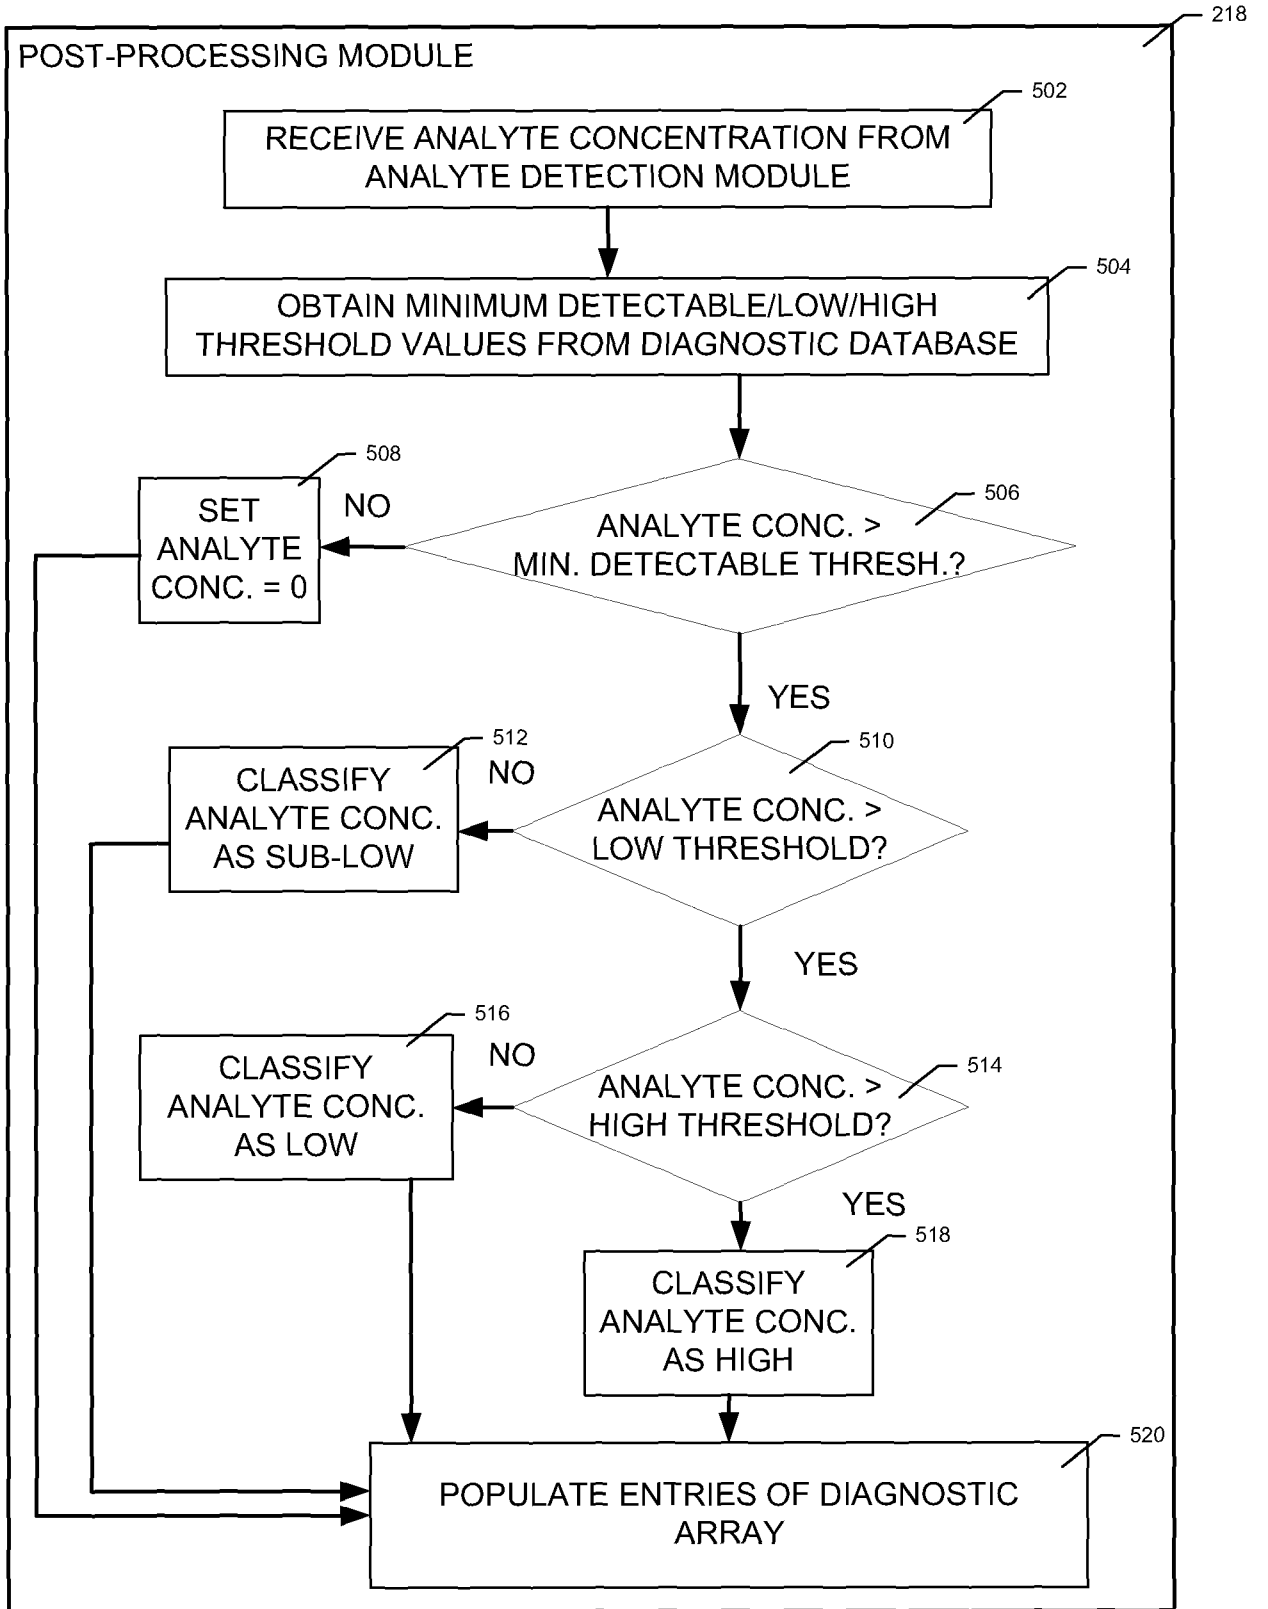 218
POST-PROCESSING MODULE
502
RECEIVE ANALYTE CONCENTRATION FROM
ANALYTE DETECTION MODULE
504
OBTAIN MINIMUM DETECTABLE/LOW/HIGH
THRESHOLD VALUES FROM DIAGNOSTIC DATABASE
508
SET
ANALYTE
CONC. = 0
NO
506
ANALYTE CONC. >
MIN. DETECTABLE THRESH.?
YES
512
CLASSIFY
ANALYTE CONC.
AS SUB-LOW
NO
510
ANALYTE CONC. >
LOW THRESHOLD?
YES
516
CLASSIFY
ANALYTE CONC.
AS LOW
NO
514
ANALYTE CONC. >
HIGH THRESHOLD?
YES
518
CLASSIFY
ANALYTE CONC.
AS HIGH
520
POPULATE ENTRIES OF DIAGNOSTIC
ARRAY